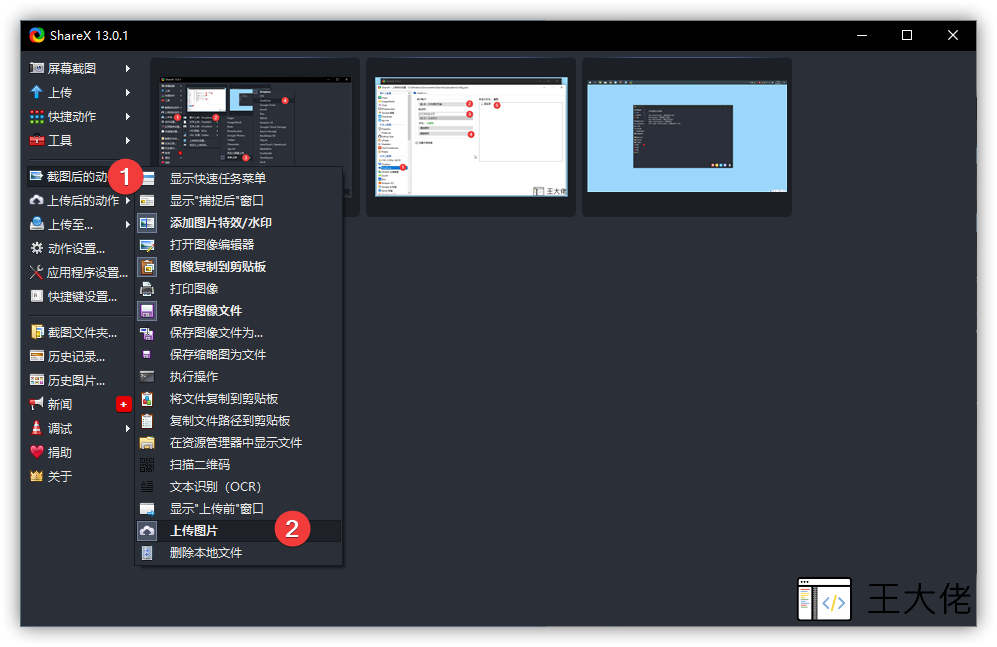 ShareX 13.0.1
屏幕截图
上传
快捷动作
工具
截图后的动
1
上传后的动作
上传至...
动作设置...
应用程序设置...
快捷键设置...
截图文件夹...
历史记录...
历史图片...
新闻
调试
捐助
关于
显示快速任务菜单
显示"捕捉后"窗口
添加图片特效/水印
打开图像编辑器
图像复制到剪贴板
打印图像
保存图像文件
保存图像文件为...
保存缩略图为文件
执行操作
将文件复制到剪贴板
复制文件路径到剪贴板
在资源管理器中显示文件
扫描二维码
文本识别（OCR）
显示"上传前"窗口
上传图片
2
删除本地文件
王大佬
王大佬